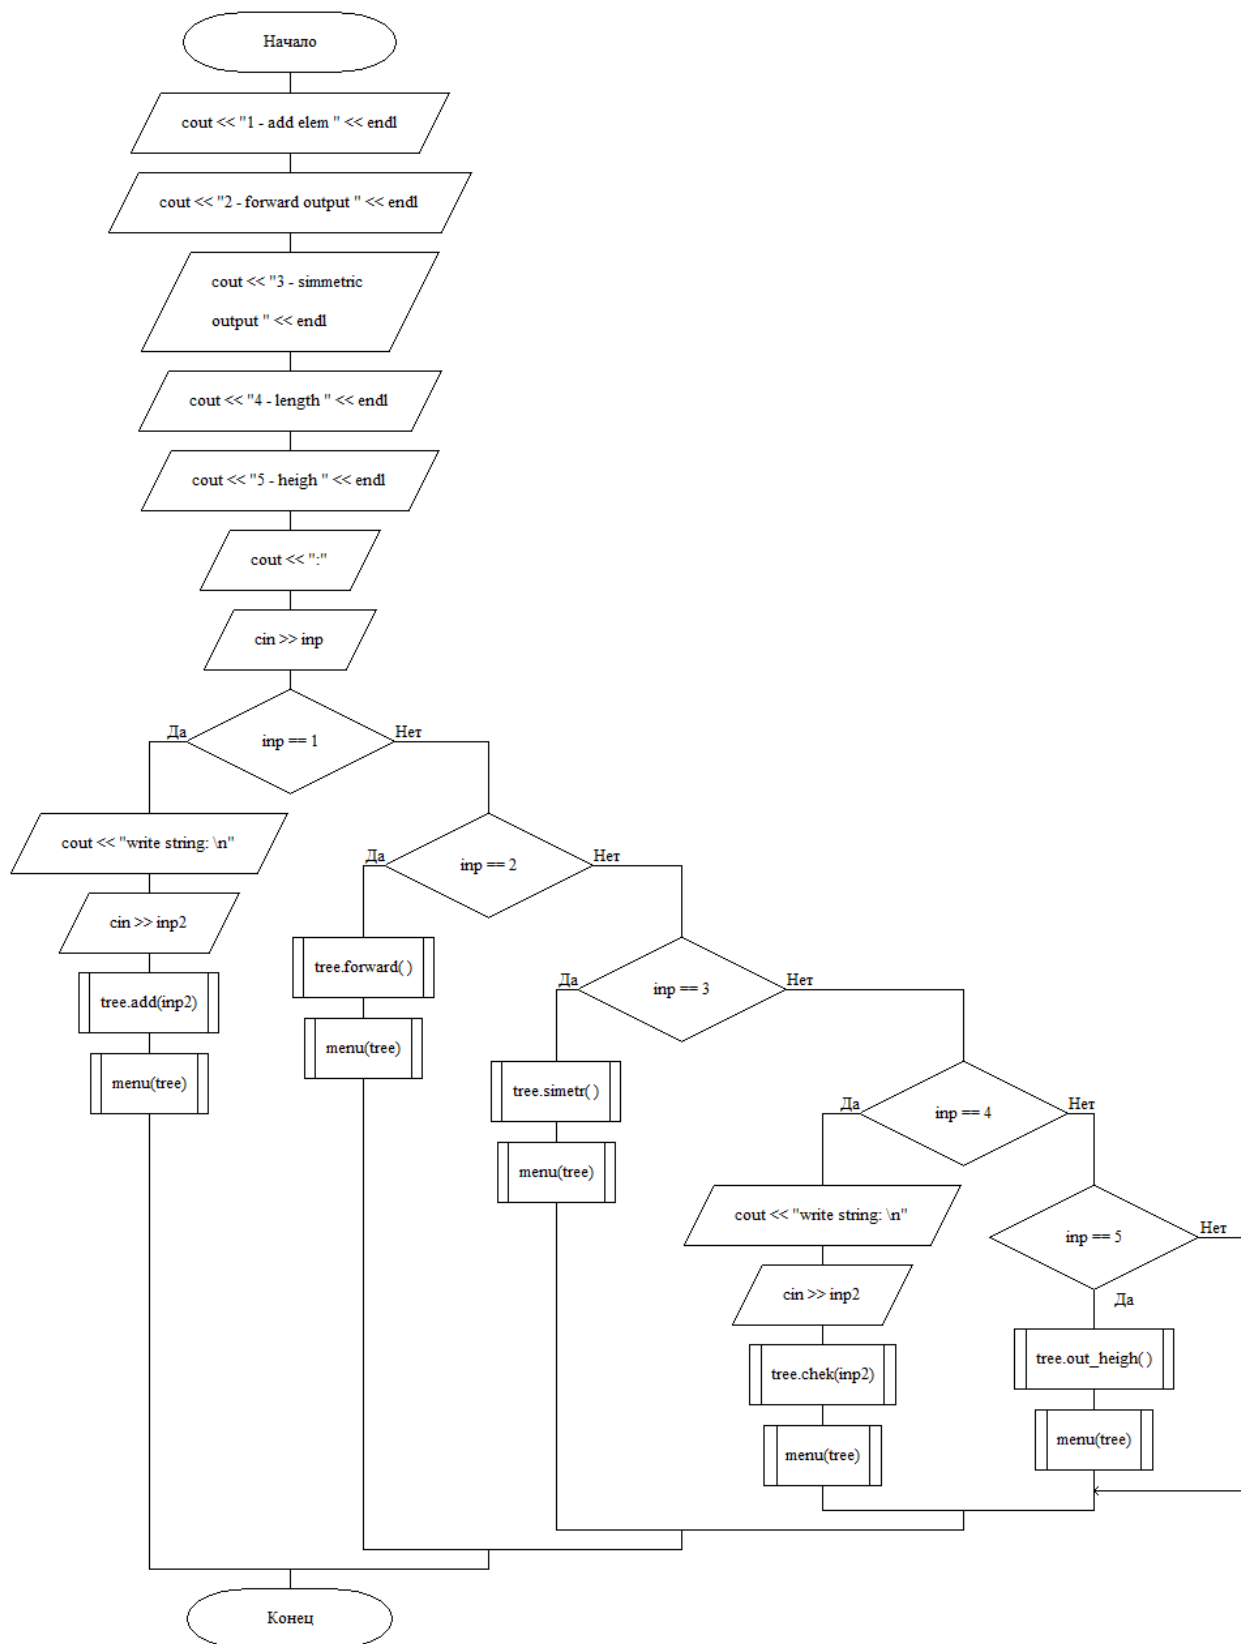 Начало
cout << "1 - add elem " << endl
cout << "2 - forward output " << endl
cout << "3 - simmetric
output " << endl
cout << "4 - length " << endl
cout << "5 - heigh " << endl
cout << ":"
cin >> inp
Да
inp == 1
Нет
cout << "write string: \n"
cin >> inp2
tree.add(inp2)
menu(tree)
Да
inp == 2
Нет
tree.forward( )
menu(tree)
Да
inp == 3
Нет
tree.simetr( )
menu(tree)
Да
inp == 4
Нет
cout << "write string: \n"
cin >> inp2
tree.chek(inp2)
menu(tree)
inp == 5
Нет
Да
tree.out_heigh( )
menu(tree)
Конец